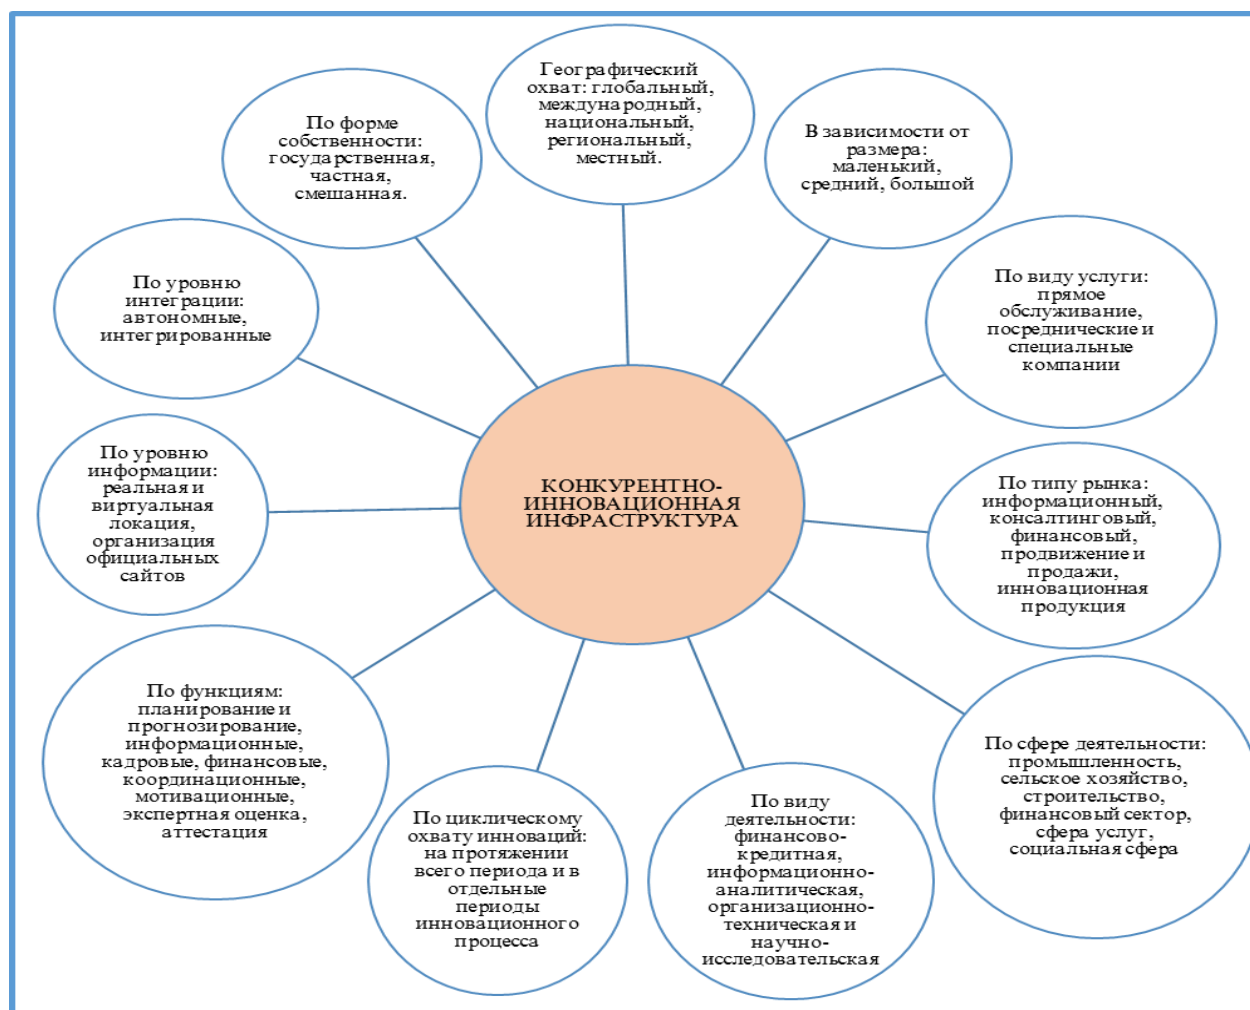 Географический
охват: глобальный,
международный,
национальный,
региональный,
местный.
В зависимости от
размера:
маленький,
средний, большой
По виду услуги:
прямое
обслуживание,
посреднические и
специальные
компании
По типу рынка:
информационный,
консалтинговый,
финансовый,
продвижение и
продажи,
инновационная
продукция
По сфере деятельности:
промышленность,
сельское хозяйство,
строительство,
финансовый сектор,
сфера услуг,
социальная сфера
По виду
деятельности:
финансово-
кредитная,
информационно-
аналитическая,
организационно-
техническая и
научно-
исследовательская
По циклическому
охвату инноваций:
на протяжении
всего периода и в
отдельные
периоды
инновационного
процесса
По функциям:
планирование и
прогнозирование,
информационные,
кадровые, финансовые,
координационные,
мотивационные,
экспертная оценка,
аттестация
По уровню
информации:
реальная и
виртуальная
локация,
организация
официальных
сайтов
По уровню
интеграции:
автономные,
интегрированные
По форме
собственности:
государственная,
частная,
смешанная.
КОНКУРЕНТНО-
ИННОВАЦИОННАЯ
ИНФРАСТРУКТУРА